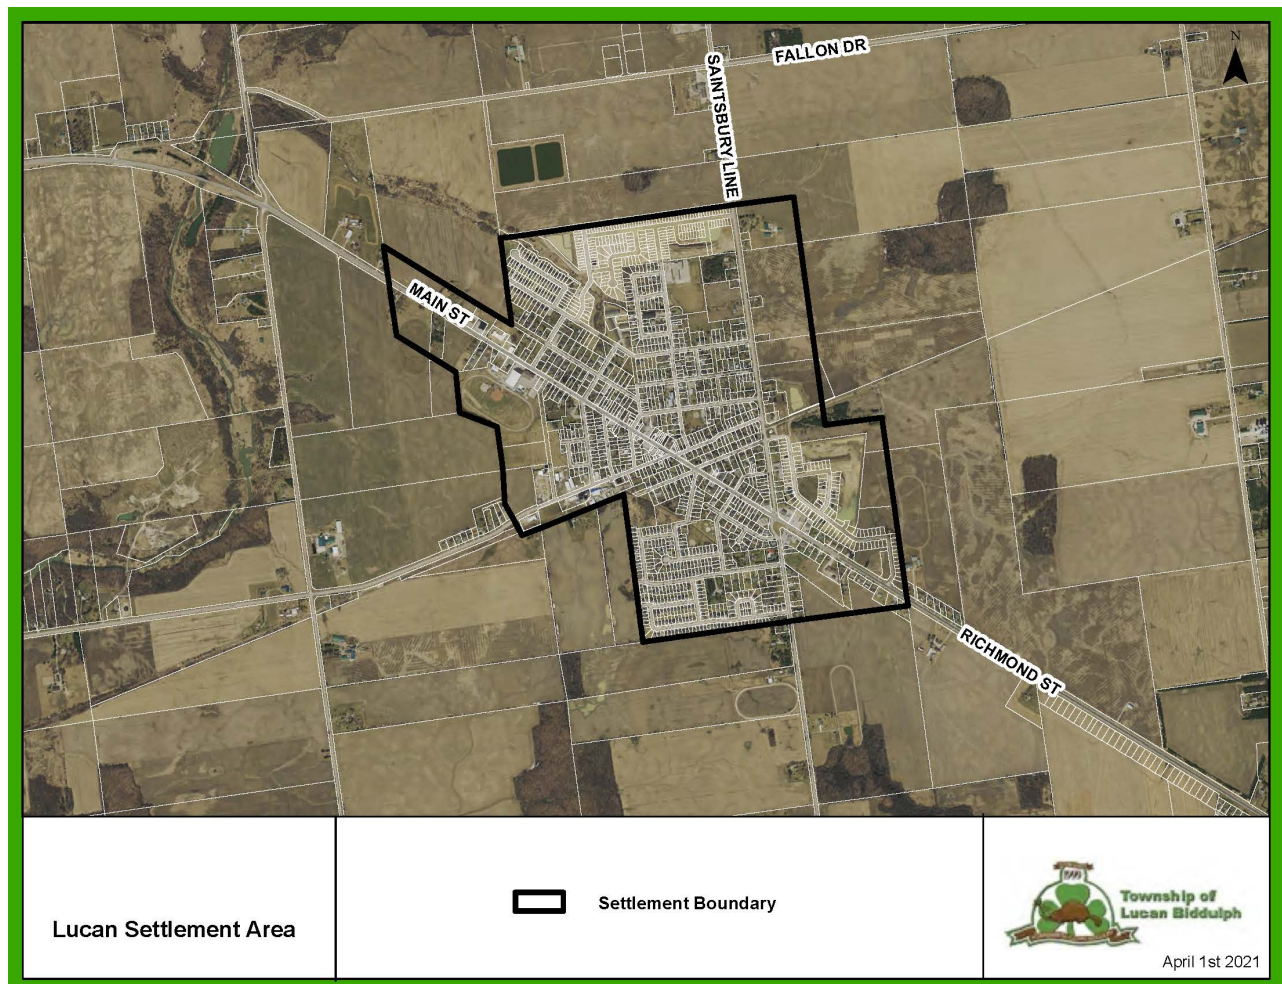 FALLON DR
N
SAINTSBURY LINE
MAIN ST
RICHMOND ST
Lucan Settlement Area
Settlement Boundary
Township of
Lucan Biddulph
April 1st 2021